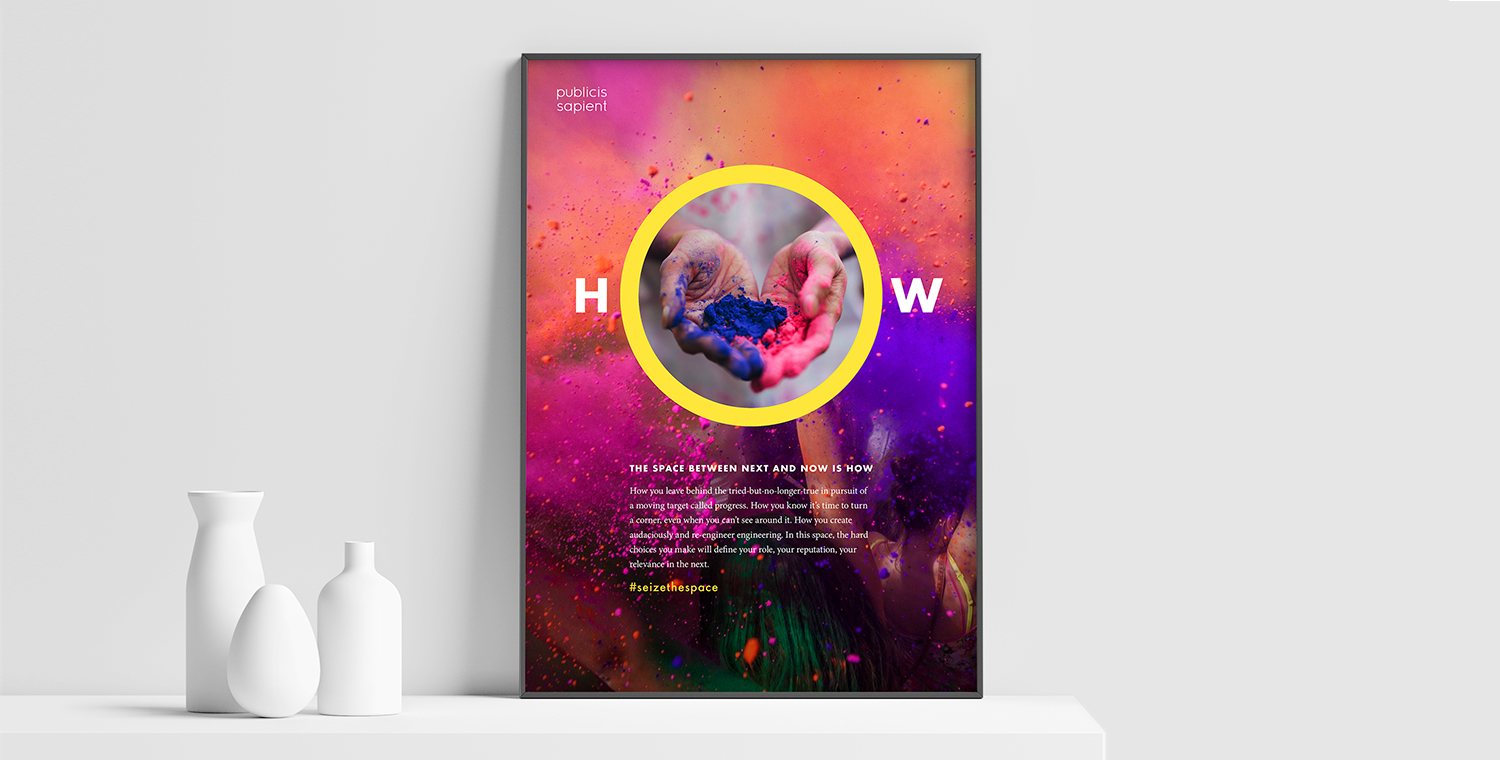 publicis
sapient
H O W
THE SPACE BETWEEN NEXT AND NOW IS HOW
How you leave behind the tried-but-no-longer-true in pursuit of
a moving target called progress. How you know it's time to turn
a corner, even when you can't see around it. How you create
audaciously and re-engineer engineering. In this space, the hard
choices you make will define your role, your reputation, your
relevance in the next.
#seizethespace